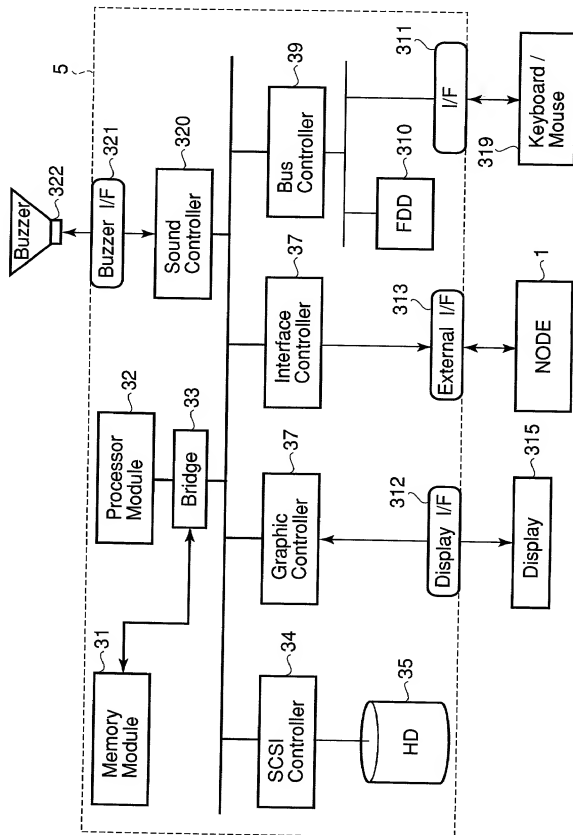 Buzzer
322
5
Buzzer I/F
321
Memory
Module
31
Processor
Module
32
Sound
Controller
320
Bridge
33
SCSI
Controller
34
Graphic
Controller
37
Interface
Controller
37
Bus
Controller
39
HD
35
FDD
310
Display I/F
312
External I/F
313
I/F
311
Display
315
NODE
1
Keyboard /
Mouse
319